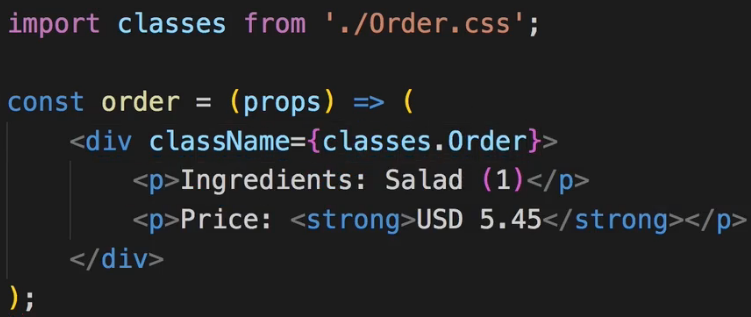 import classes from './Order.css';
const order = (props) => (
<div className={classes.Order}>
<p>Ingredients: Salad (1)</p>
<p>Price: <strong>USD 5.45</strong></p>
</div>
);